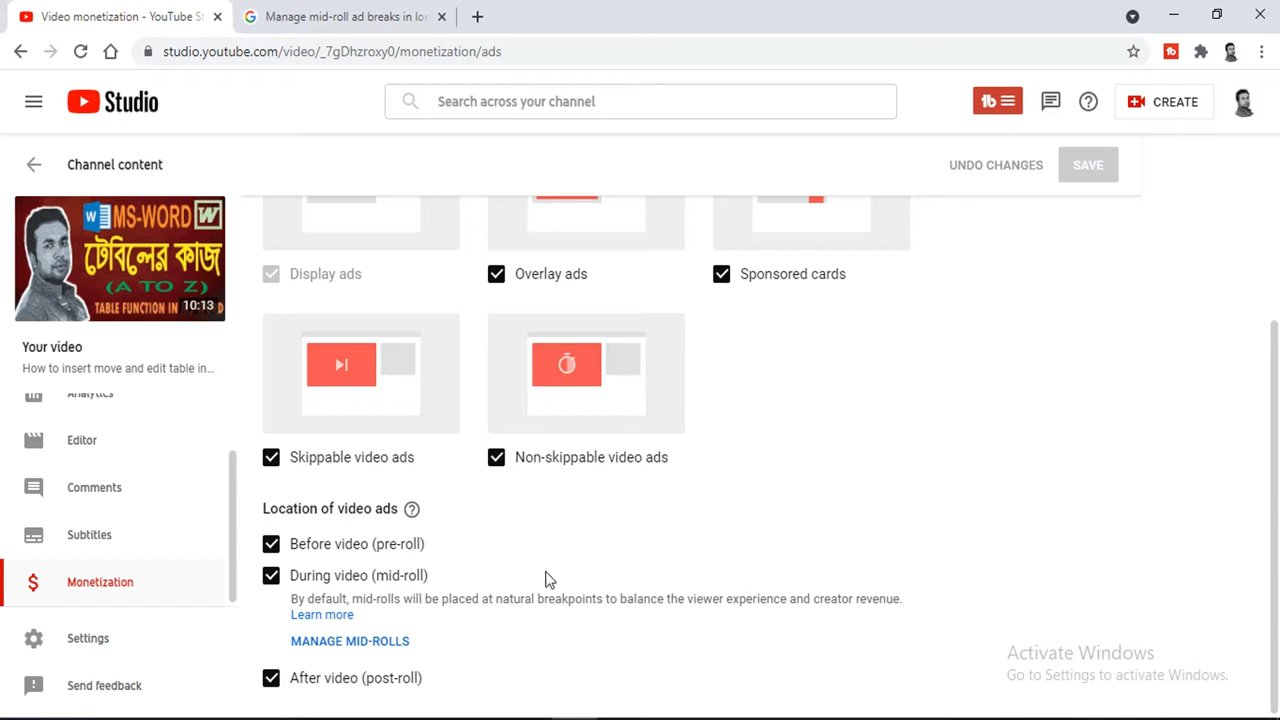 Video monetization - YouTube St
Manage mid-roll ad breaks in lor
studio.youtube.com/video/_7gDhzroxy0/monetization/ads
Studio
Search across your channel
tb
CREATE
Channel content
UNDO CHANGES
SAVE
MS-WORD
টেবিলের কাজ
(A TO Z)
10:13
TABLE FUNCTION IN
Display ads
Overlay ads
Sponsored cards
Your video
How to insert move and edit table in...
Analytics
Editor
Comments
Subtitles
Monetization
Settings
Send feedback
Skippable video ads
Non-skippable video ads
Location of video ads
Before video (pre-roll)
During video (mid-roll)
By default, mid-rolls will be placed at natural breakpoints to balance the viewer experience and creator revenue.
Learn more
MANAGE MID-ROLLS
After video (post-roll)
Activate Windows
Go to Settings to activate Windows.